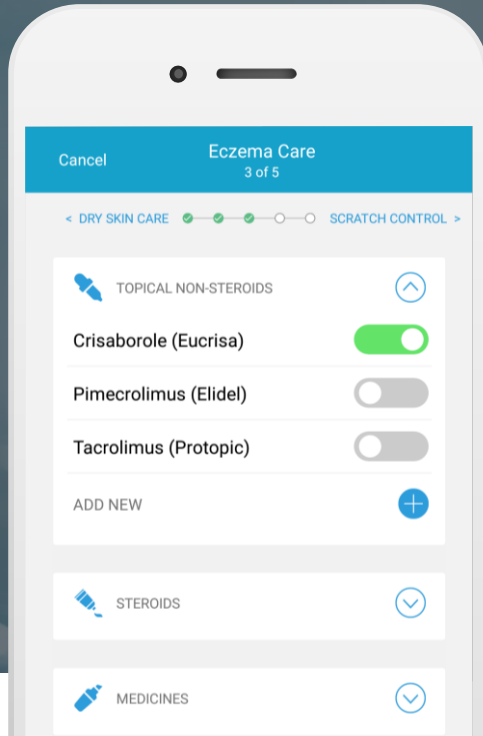 Cancel
Eczema Care
3 of 5
< DRY SKIN CARE
SCRATCH CONTROL >
TOPICAL NON-STEROIDS
Crisaborole (Eucrisa)
Pimecrolimus (Elidel)
Tacrolimus (Protopic)
ADD NEW
STEROIDS
MEDICINES